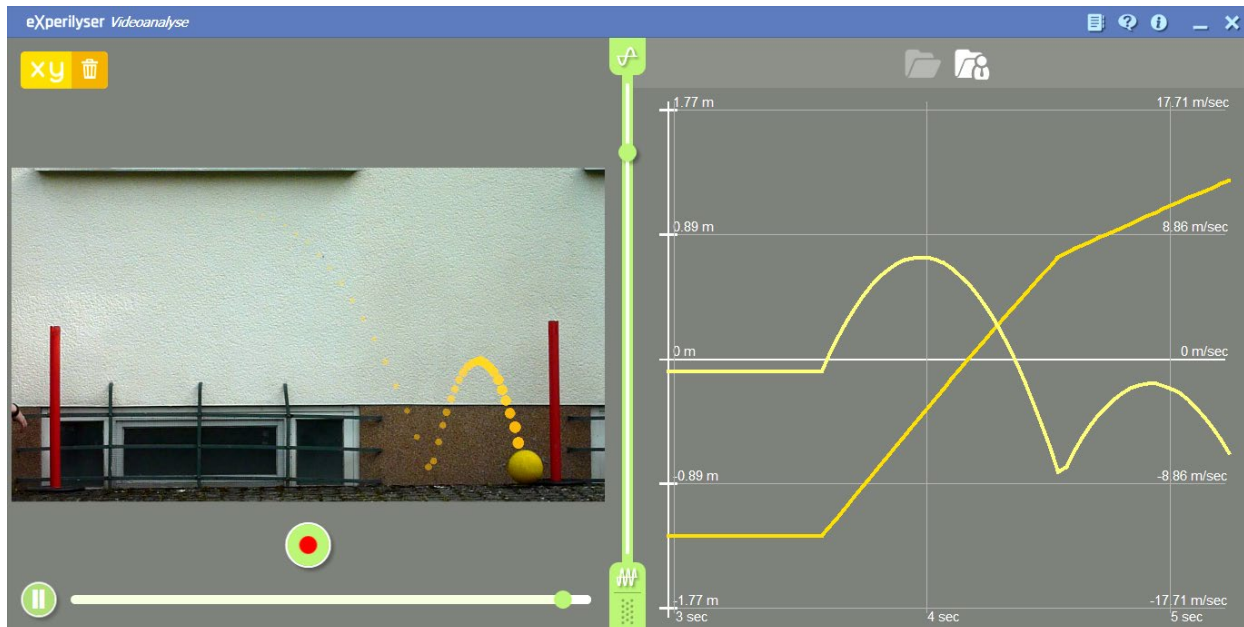 eXperilyser Videoanalyse
xy
1.77 m 17.71 m/sec
0.89 m 8.86 m/sec
0 m 0 m/sec
-0.89 m -8.86 m/sec
-1.77 m -17.71 m/sec
3 sec 4 sec 5 sec